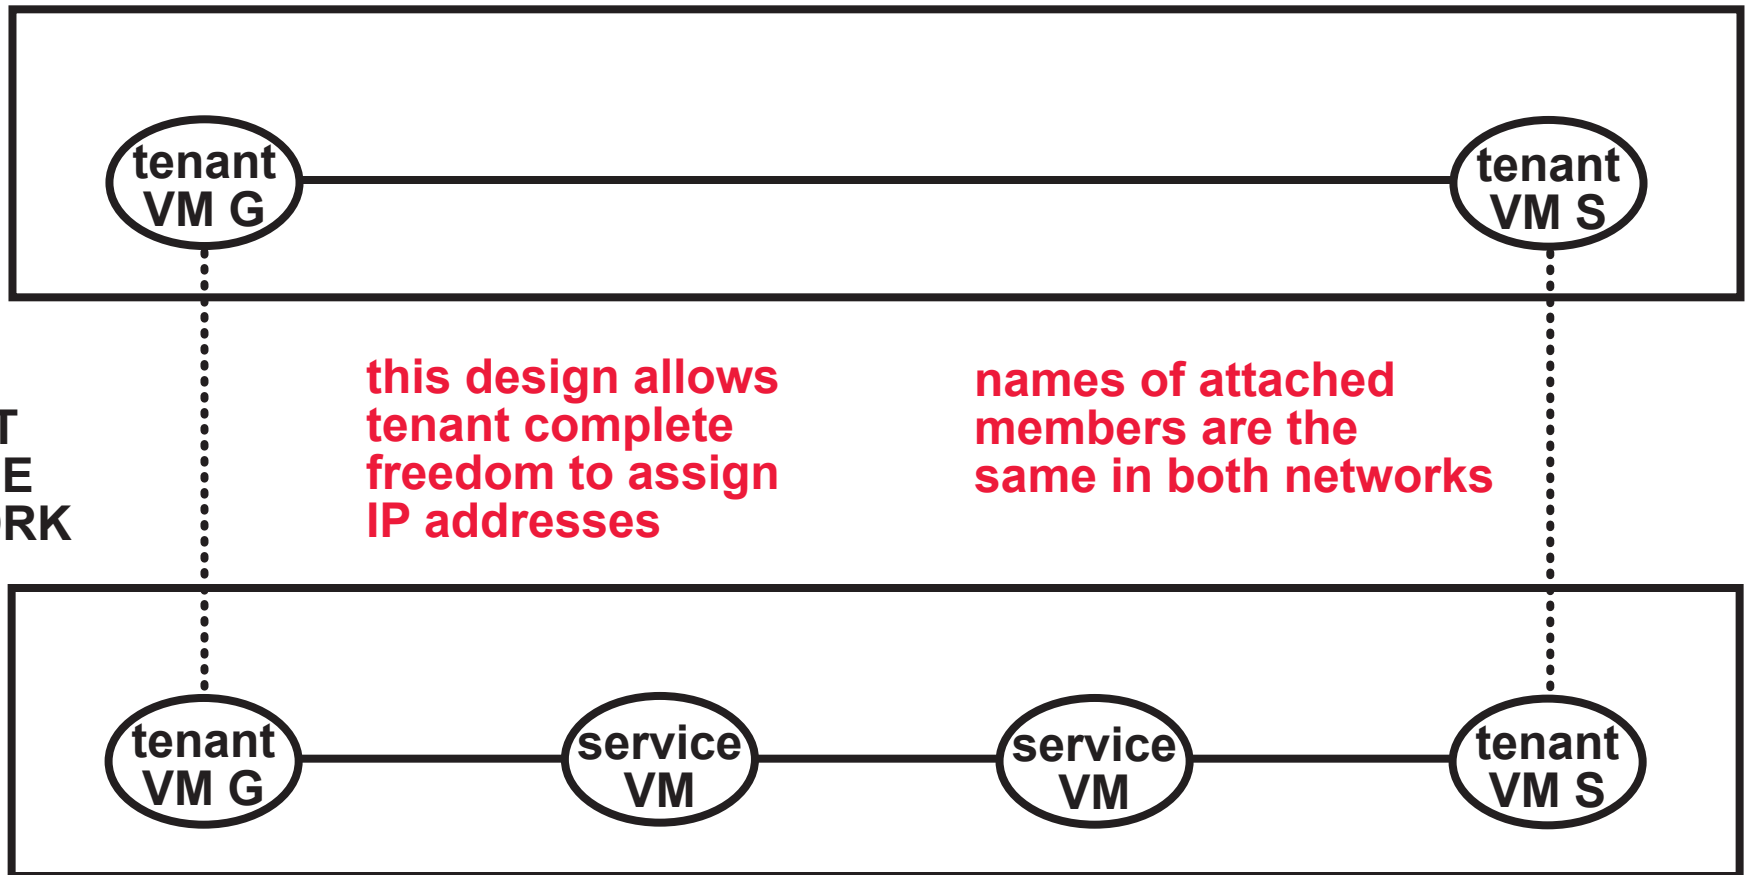 tenant
VM G
tenant
VM S
this design allows
tenant complete
freedom to assign
IP addresses
names of attached
members are the
same in both networks
tenant
VM G
service
VM
service
VM
tenant
VM S